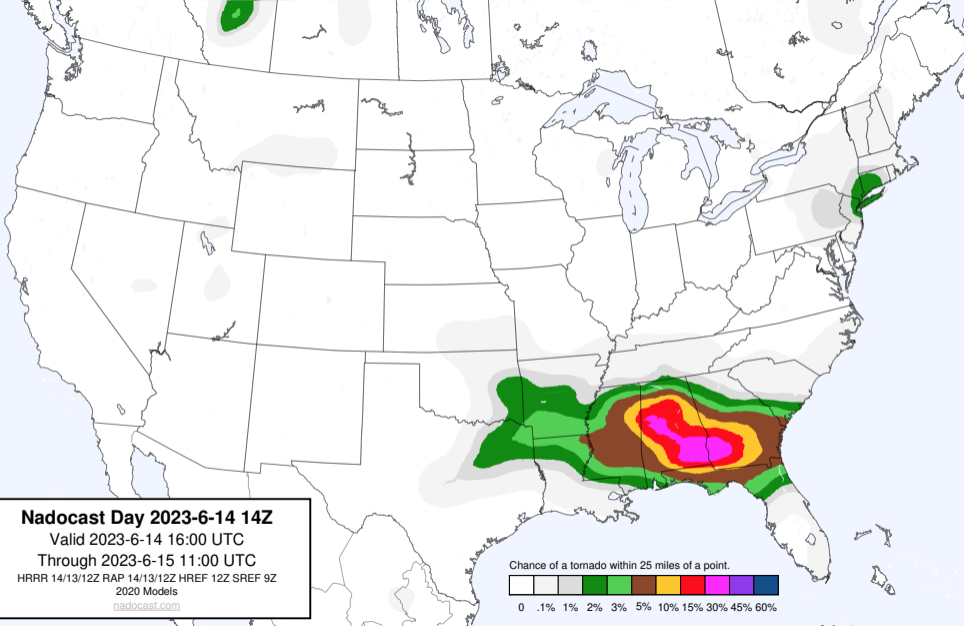 Nadocast Day 2023-6-14 14Z
Valid 2023-6-14 16:00 UTC
Through 2023-6-15 11:00 UTC
HRRR 14/13/12Z RAP 14/13/12Z HREF 12Z SREF 9Z
2020 Models
nadocast.com
Chance of a tornado within 25 miles of a point.
0 .1% 1% 2% 3% 5% 10% 15% 30% 45% 60%